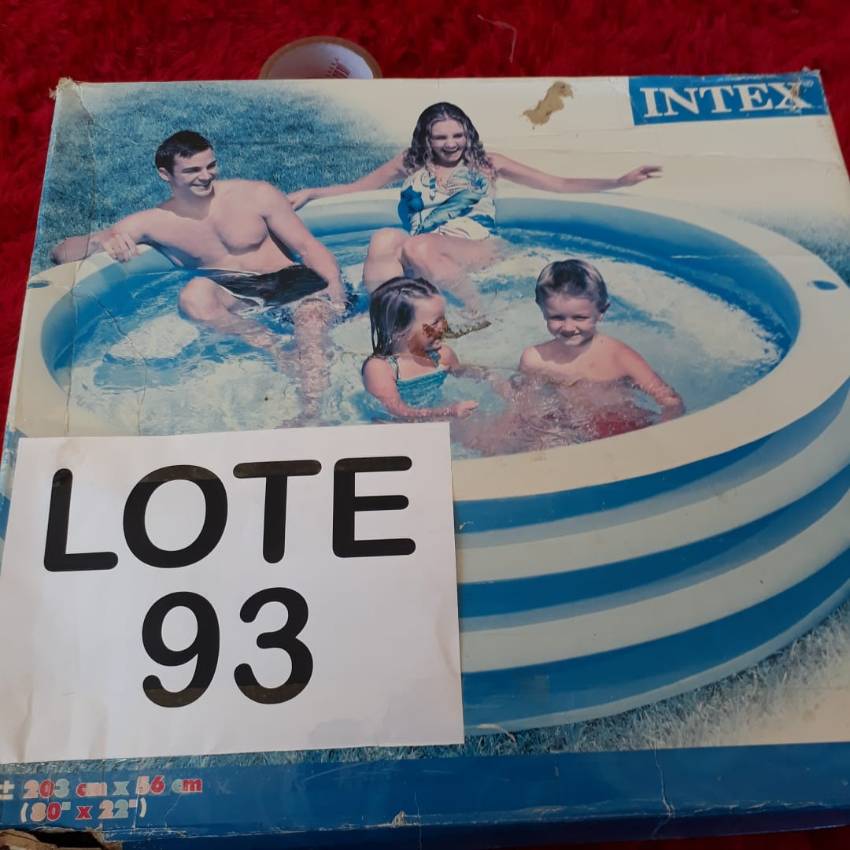 INTEX
LOTE
93
± 203 cm x 56 cm
(80" x 22")